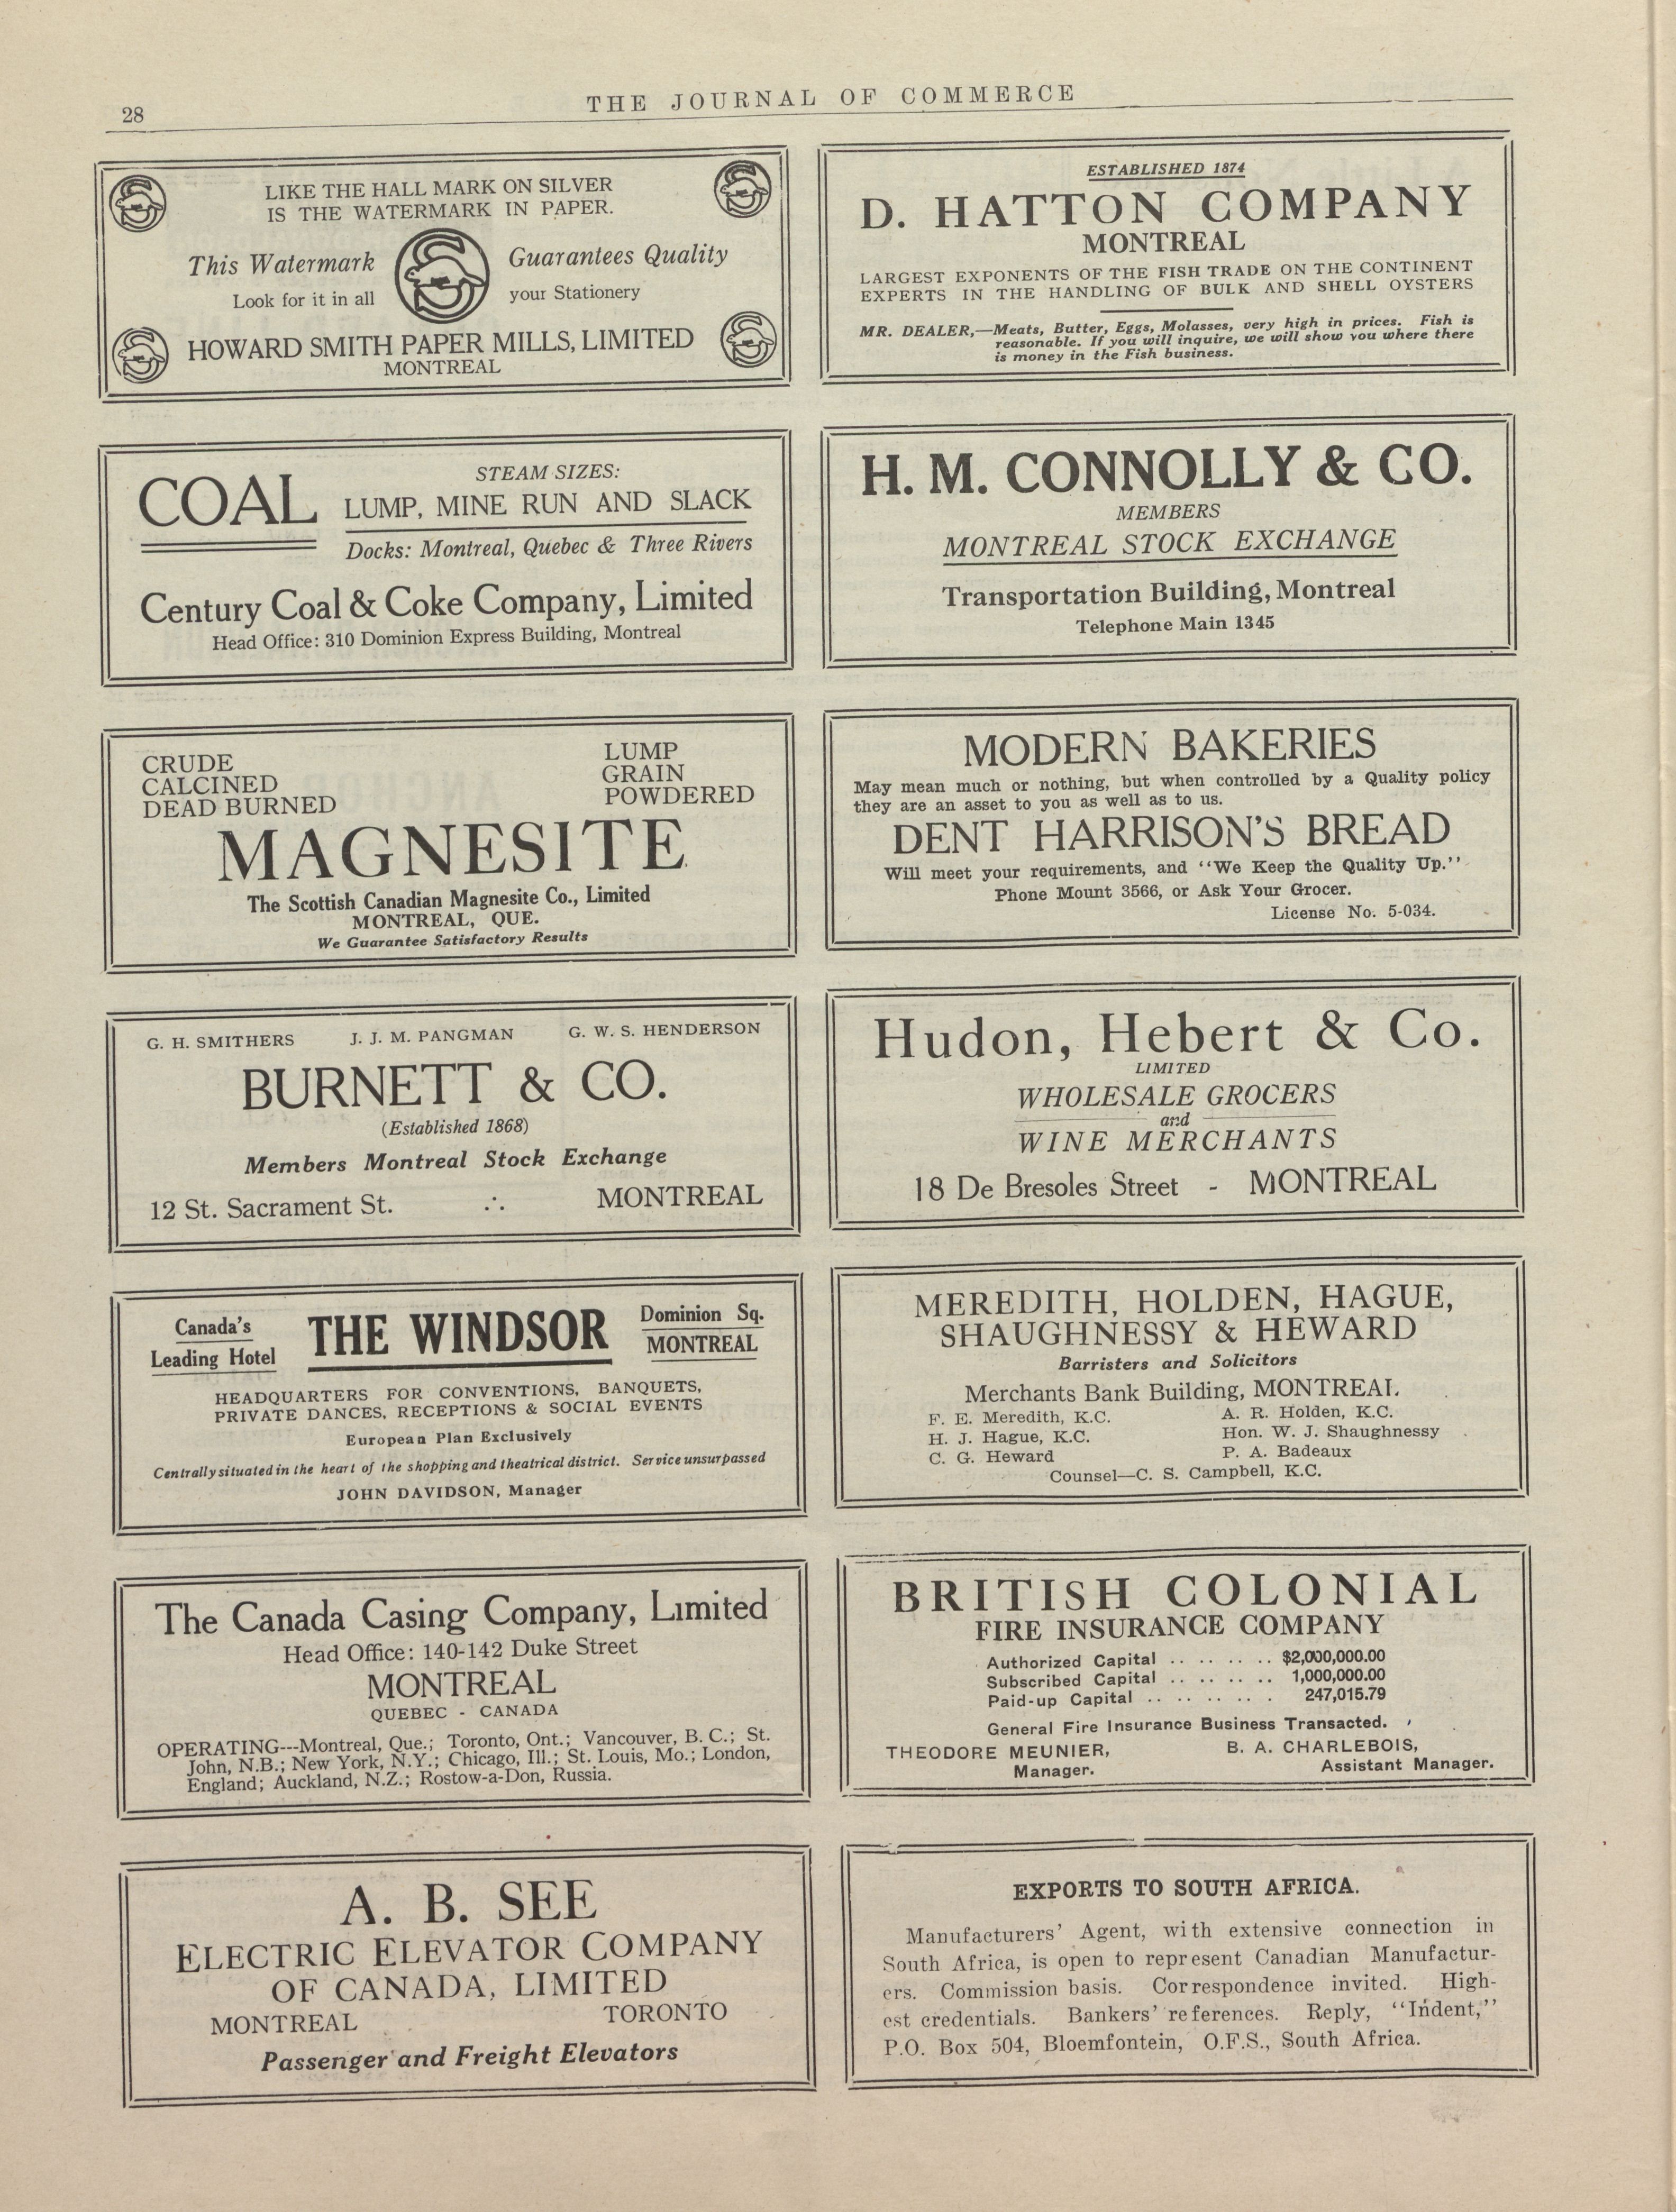 28
THE JOURNAL OF COMMERCE
LIKE THE HALL MARK ON SILVER
IS THE WATERMARK IN PAPER.
This Watermark Guarantees Quality
Look for it in all your Stationery
HOWARD SMITH PAPER MILLS, LIMITED
MONTREAL
ESTABLISHED 1874
D. HATTON COMPANY
MONTREAL
LARGEST EXPONENTS OF THE FISH TRADE ON THE CONTINENT
EXPERTS IN THE HANDLING OF BULK AND SHELL OYSTERS
MR. DEALER,—Meats, Butter, Eggs, Molasses, very high in prices. Fish is
reasonable. If you will inquire, we will show you where there
is money in the Fish business.
COAL
STEAM SIZES:
LUMP, MINE RUN AND SLACK
Docks: Montreal, Quebec & Three Rivers
Century Coal & Coke Company, Limited
Head Office: 310 Dominion Express Building, Montreal
H. M. CONNOLLY & CO.
MEMBERS
MONTREAL STOCK EXCHANGE
Transportation Building, Montreal
Telephone Main 1345
CRUDE LUMP
CALCINED GRAIN
DEAD BURNED POWDERED
MAGNESITE
The Scottish Canadian Magnesite Co., Limited
MONTREAL, QUE.
We Guarantee Satisfactory Results
MODERN BAKERIES
May mean much or nothing, but when controlled by a Quality policy
they are an asset to you as well as to us.
DENT HARRISON'S BREAD
Will meet your requirements, and "We Keep the Quality Up."
Phone Mount 3566, or Ask Your Grocer.
License No. 5-034.
G. H. SMITHERS J. J. M. PANGMAN G. W. S. HENDERSON
BURNETT & CO.
(Established 1868)
Members Montreal Stock Exchange
12 St. Sacrament St. ∴ MONTREAL
Hudon, Hebert & Co.
LIMITED
WHOLESALE GROCERS
and
WINE MERCHANTS
18 De Bresoles Street - MONTREAL
Canada's
Leading Hotel
THE WINDSOR
Dominion Sq.
MONTREAL
HEADQUARTERS FOR CONVENTIONS, BANQUETS,
PRIVATE DANCES, RECEPTIONS & SOCIAL EVENTS
European Plan Exclusively
Centrally situated in the heart of the shopping and theatrical district. Service unsurpassed
JOHN DAVIDSON, Manager
MEREDITH, HOLDEN, HAGUE,
SHAUGHNESSY & HEWARD
Barristers and Solicitors
Merchants Bank Building, MONTREAL
F. E. Meredith, K.C. A. R. Holden, K.C.
H. J. Hague, K.C. Hon. W. J. Shaughnessy
C. G. Heward P. A. Badeaux
Counsel—C. S. Campbell, K.C.
The Canada Casing Company, Limited
Head Office: 140-142 Duke Street
MONTREAL
QUEBEC - CANADA
OPERATING---Montreal, Que.; Toronto, Ont.; Vancouver, B. C.; St.
John, N.B.; New York, N.Y.; Chicago, Ill.; St. Louis, Mo.; London,
England; Auckland, N.Z.; Rostow-a-Don, Russia.
BRITISH COLONIAL
FIRE INSURANCE COMPANY
Authorized Capital .. .. .. .. $2,000,000.00
Subscribed Capital .. .. .. .. 1,000,000.00
Paid-up Capital .. .. .. .. . 247,015.79
General Fire Insurance Business Transacted.
THEODORE MEUNIER, B. A. CHARLEBOIS,
Manager. Assistant Manager.
A. B. SEE
ELECTRIC ELEVATOR COMPANY
OF CANADA, LIMITED
MONTREAL TORONTO
Passenger and Freight Elevators
EXPORTS TO SOUTH AFRICA.
Manufacturers' Agent, with extensive connection in
South Africa, is open to represent Canadian Manufactur-
ers. Commission basis. Correspondence invited. High-
est credentials. Bankers' references. Reply, "Indent,"
P.O. Box 504, Bloemfontein, O.F.S., South Africa.